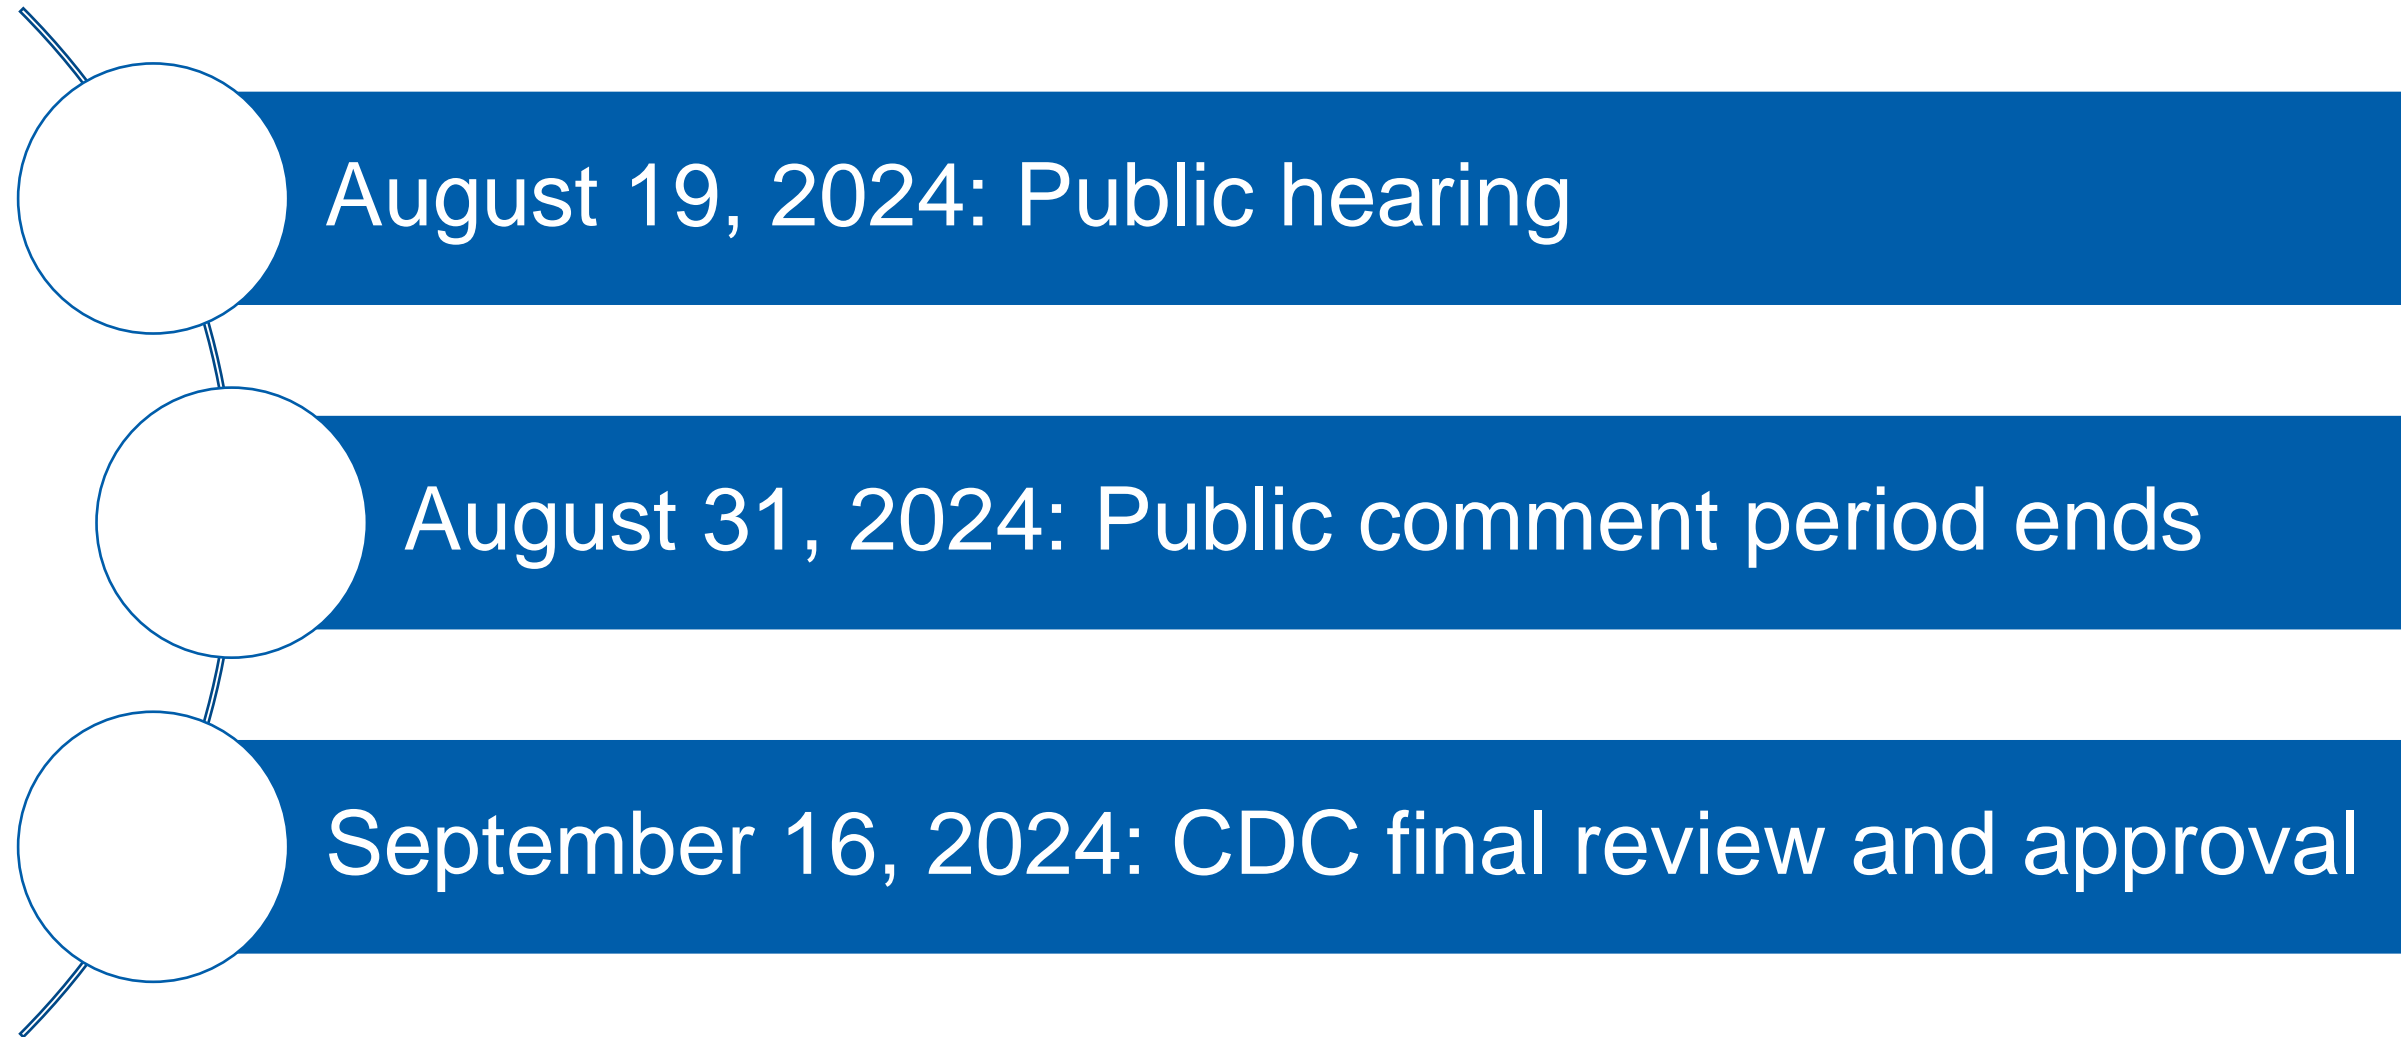 August 19, 2024: Public hearing
August 31, 2024: Public comment period ends
September 16, 2024: CDC final review and approval